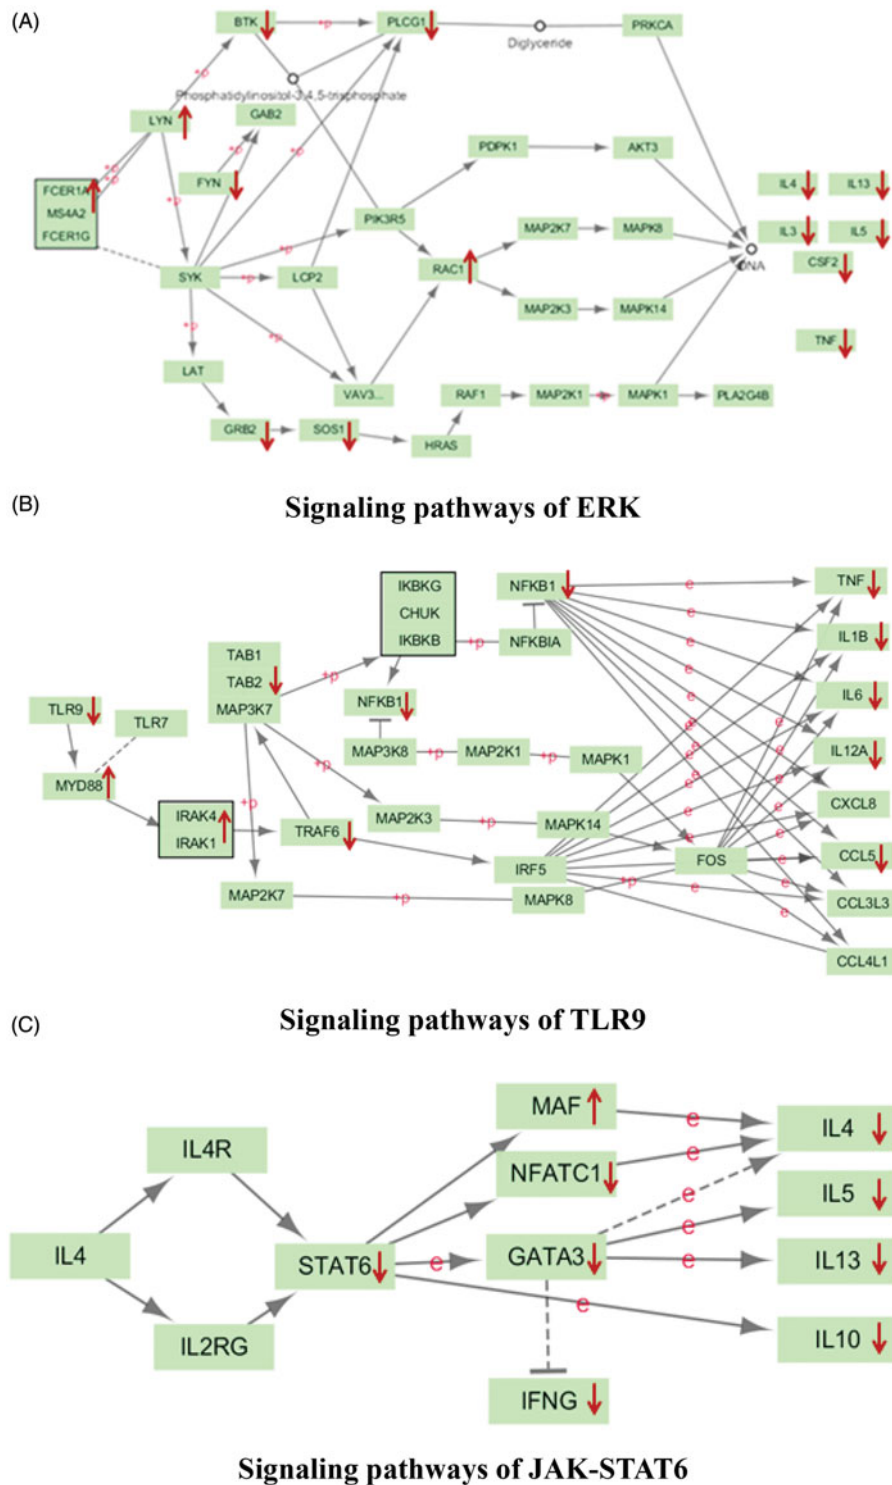 (A)
BTK +p PLCG1 PRKCA
Diglyceride
+p
Phosphatidylinositol-3,4,5-trisphosphate
LYN GAB2
+p +p
+p +p
PDPK1 AKT3
FCER1A FYN IL4 IL13
MS4A2 +p PIK3R5
FCER1G MAP2K7 MAPK8 IL3 IL5
+p
SYK +p LCP2 RAC1 DNA CSF2
MAP2K3 MAPK14
+p +p TNF
LAT
VAV3... RAF1 MAP2K1 +p MAPK1 PLA2G4B
GRB2 SOS1 HRAS
Signaling pathways of ERK
(B)
IKBKG NFKB1 e TNF
CHUK e
IKBKB +p NFKBIA e IL1B
TAB1 e
TAB2 +p e
MAP3K7 NFKB1 e IL6
TLR9 TLR7 e e
MAP3K8 +p MAP2K1 +p MAPK1 e IL12A
MYD88 +p +p e e
IRAK4 e CXCL8
IRAK1 TRAF6 MAP2K3 +p MAPK14 e e
IRF5 FOS e CCL5
MAP2K7 +p MAPK8 +p e e CCL3L3
e
CCL4L1
Signaling pathways of TLR9
(C)
MAF e IL4
IL4R NFATC1 e
e IL5
IL4 STAT6 e GATA3 e
e IL13
IL2RG e IL10
IFNG
Signaling pathways of JAK-STAT6